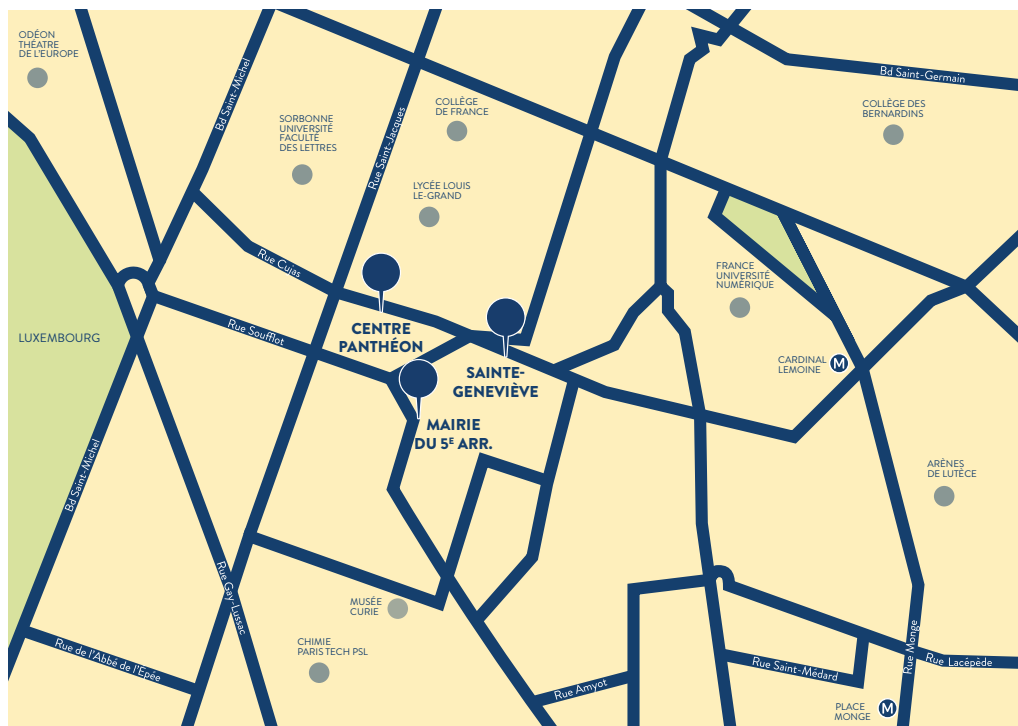 ODÉON
THÉATRE
DE L'EUROPE
Bd Saint-Michel
SORBONNE
UNIVERSITÉ
FACULTÉ
DES LETTRES
Rue Saint-Jacques
COLLÈGE
DE FRANCE
LYCÉE LOUIS
LE-GRAND
Bd Saint-Germain
COLLÈGE DES
BERNARDINS
Rue Cujas
FRANCE
UNIVERSITÉ
NUMÉRIQUE
LUXEMBOURG
Rue Soufflot
CENTRE
PANTHÉON
SAINTE-
GENEVIÈVE
CARDINAL
LEMOINE
M
MAIRIE
DU 5E ARR.
Bd Saint-Michel
ARÈNES
DE LUTÈCE
Rue Gay-Lussac
MUSÉE
CURIE
CHIMIE
PARIS TECH PSL
Rue de l'Abbé de l'Epée
Rue Amyot
Rue Saint-Médard
Rue Monge
Rue Lacépède
PLACE
MONGE
M